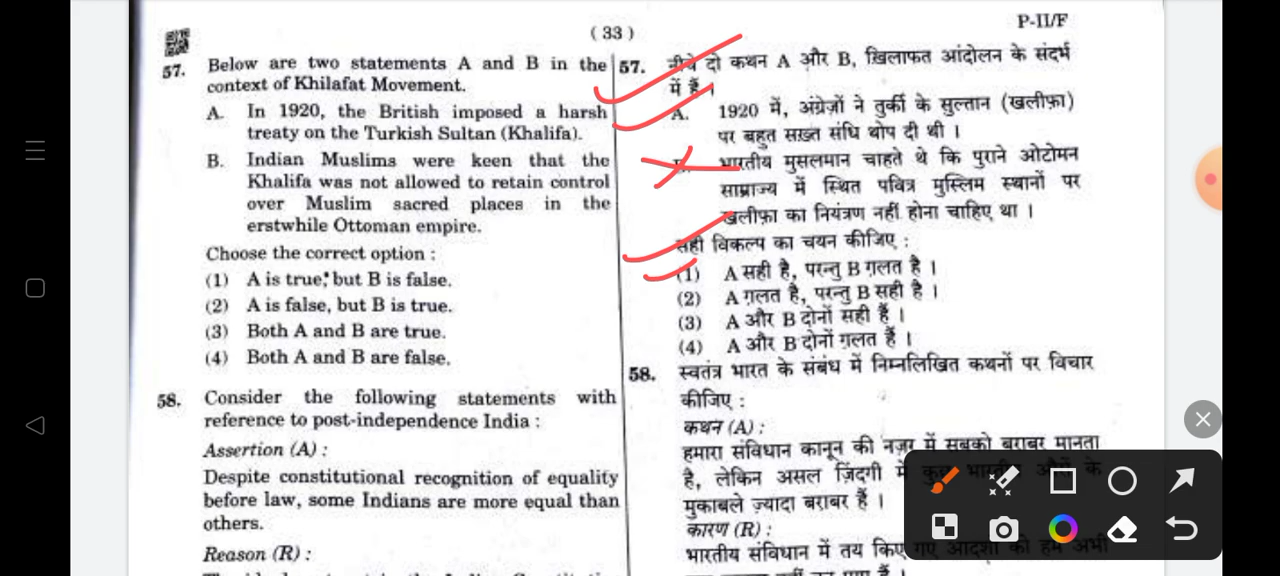 ( 33 )
P-II/F
57. Below are two statements A and B in the
context of Khilafat Movement.
A. In 1920, the British imposed a harsh
treaty on the Turkish Sultan (Khalifa).
B. Indian Muslims were keen that the
Khalifa was not allowed to retain control
over Muslim sacred places in the
erstwhile Ottoman empire.
Choose the correct option :
(1) A is true, but B is false.
(2) A is false, but B is true.
(3) Both A and B are true.
(4) Both A and B are false.
58. Consider the following statements with
reference to post-independence India :
Assertion (A) :
Despite constitutional recognition of equality
before law, some Indians are more equal than
others.
Reason (R) :
57. नीचे दो कथन A और B, ख़िलाफत आंदोलन के संदर्भ
में हैं ।
A. 1920 में, अंग्रेज़ों ने तुर्की के सुल्तान (खलीफ़ा)
पर बहुत सख़्त संधि थोप दी थी ।
भारतीय मुसलमान चाहते थे कि पुराने ओटोमन
साम्राज्य में स्थित पवित्र मुस्लिम स्थानों पर
खलीफ़ा का नियंत्रण नहीं होना चाहिए था ।
सही विकल्प का चयन कीजिए :
(1) A सही है, परन्तु B ग़लत है ।
(2) A ग़लत है, परन्तु B सही है ।
(3) A और B दोनों सही हैं ।
(4) A और B दोनों ग़लत हैं ।
58. स्वतंत्र भारत के संबंध में निम्नलिखित कथनों पर विचार
कीजिए :
कथन (A) :
हमारा संविधान कानून की नज़र में सबको बराबर मानता
है, लेकिन असल ज़िंदगी में कुछ भारतीय औरों के
मुकाबले ज़्यादा बराबर हैं ।
कारण (R) :
भारतीय संविधान में तय किए गए आदर्शों को हम अभी